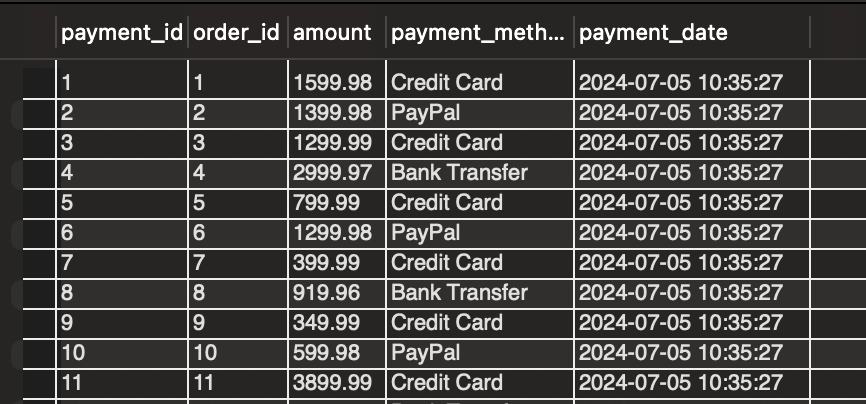 payment_id order_id amount payment_meth... payment_date
1 1 1599.98 Credit Card 2024-07-05 10:35:27
2 2 1399.98 PayPal 2024-07-05 10:35:27
3 3 1299.99 Credit Card 2024-07-05 10:35:27
4 4 2999.97 Bank Transfer 2024-07-05 10:35:27
5 5 799.99 Credit Card 2024-07-05 10:35:27
6 6 1299.98 PayPal 2024-07-05 10:35:27
7 7 399.99 Credit Card 2024-07-05 10:35:27
8 8 919.96 Bank Transfer 2024-07-05 10:35:27
9 9 349.99 Credit Card 2024-07-05 10:35:27
10 10 599.98 PayPal 2024-07-05 10:35:27
11 11 3899.99 Credit Card 2024-07-05 10:35:27